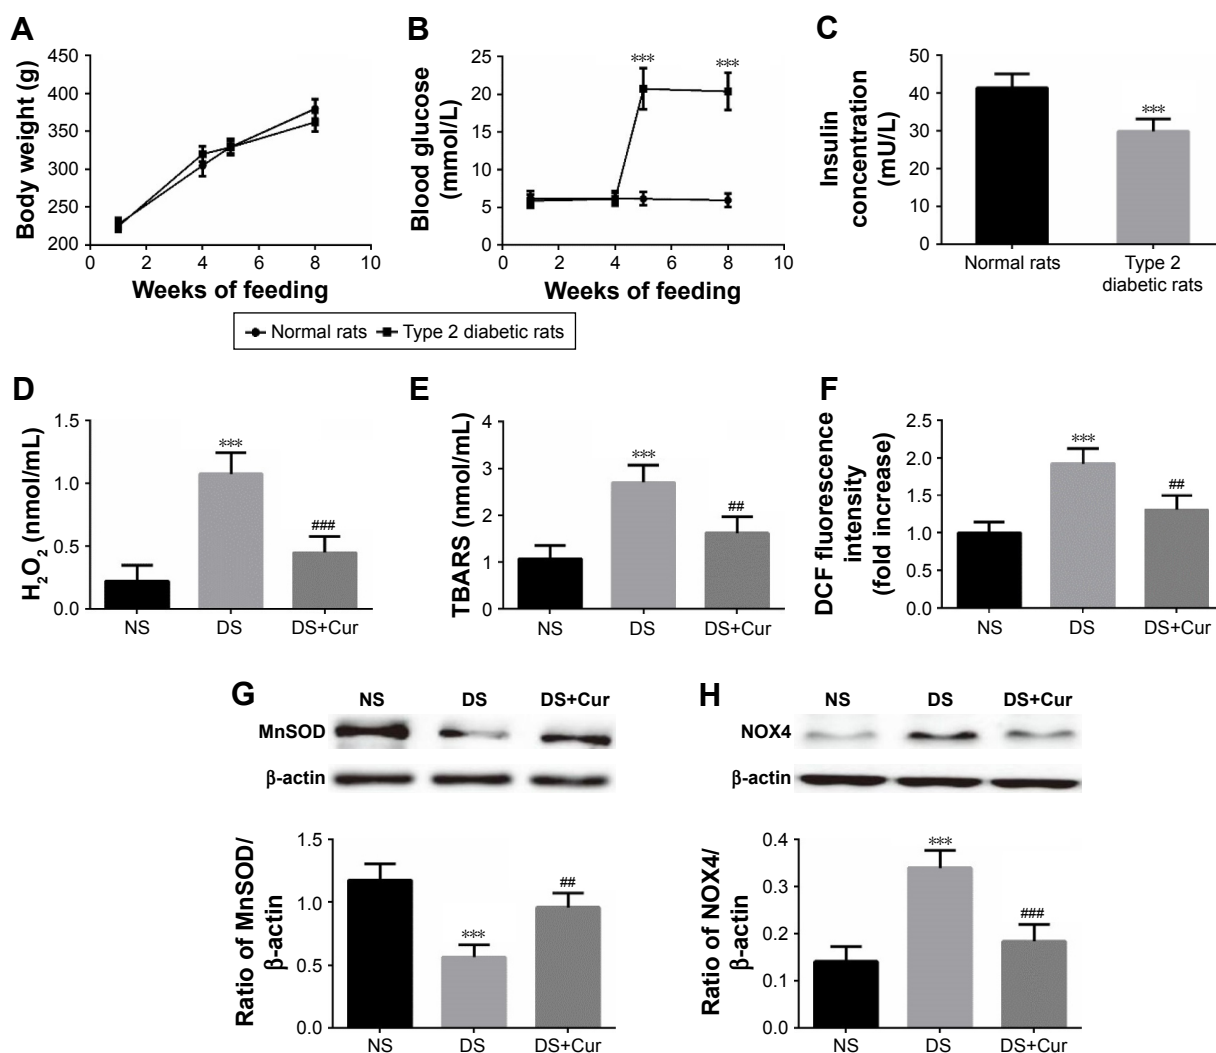 A
Body weight (g)
450
400
350
300
250
200
0 2 4 6 8 10
Weeks of feeding
B
Blood glucose
(mmol/L)
25
20
15
10
5
0
*** ***
0 2 4 6 8 10
Weeks of feeding
Normal rats Type 2 diabetic rats
C
Insulin
concentration
(mU/L)
50
40
30
20
10
0
***
Normal rats Type 2
diabetic rats
D
H2O2 (nmol/mL)
1.5
1.0
0.5
0.0
***
###
NS DS DS+Cur
E
TBARS (nmol/mL)
4
3
2
1
0
***
##
NS DS DS+Cur
F
DCF fluorescence
intensity
(fold increase)
2.5
2.0
1.5
1.0
0.5
0.0
***
##
NS DS DS+Cur
G
NS DS DS+Cur
MnSOD
β-actin
Ratio of MnSOD/
β-actin
1.5
1.0
0.5
0.0
***
##
NS DS DS+Cur
H
NS DS DS+Cur
NOX4
β-actin
Ratio of NOX4/
β-actin
0.4
0.3
0.2
0.1
0.0
***
###
NS DS DS+Cur